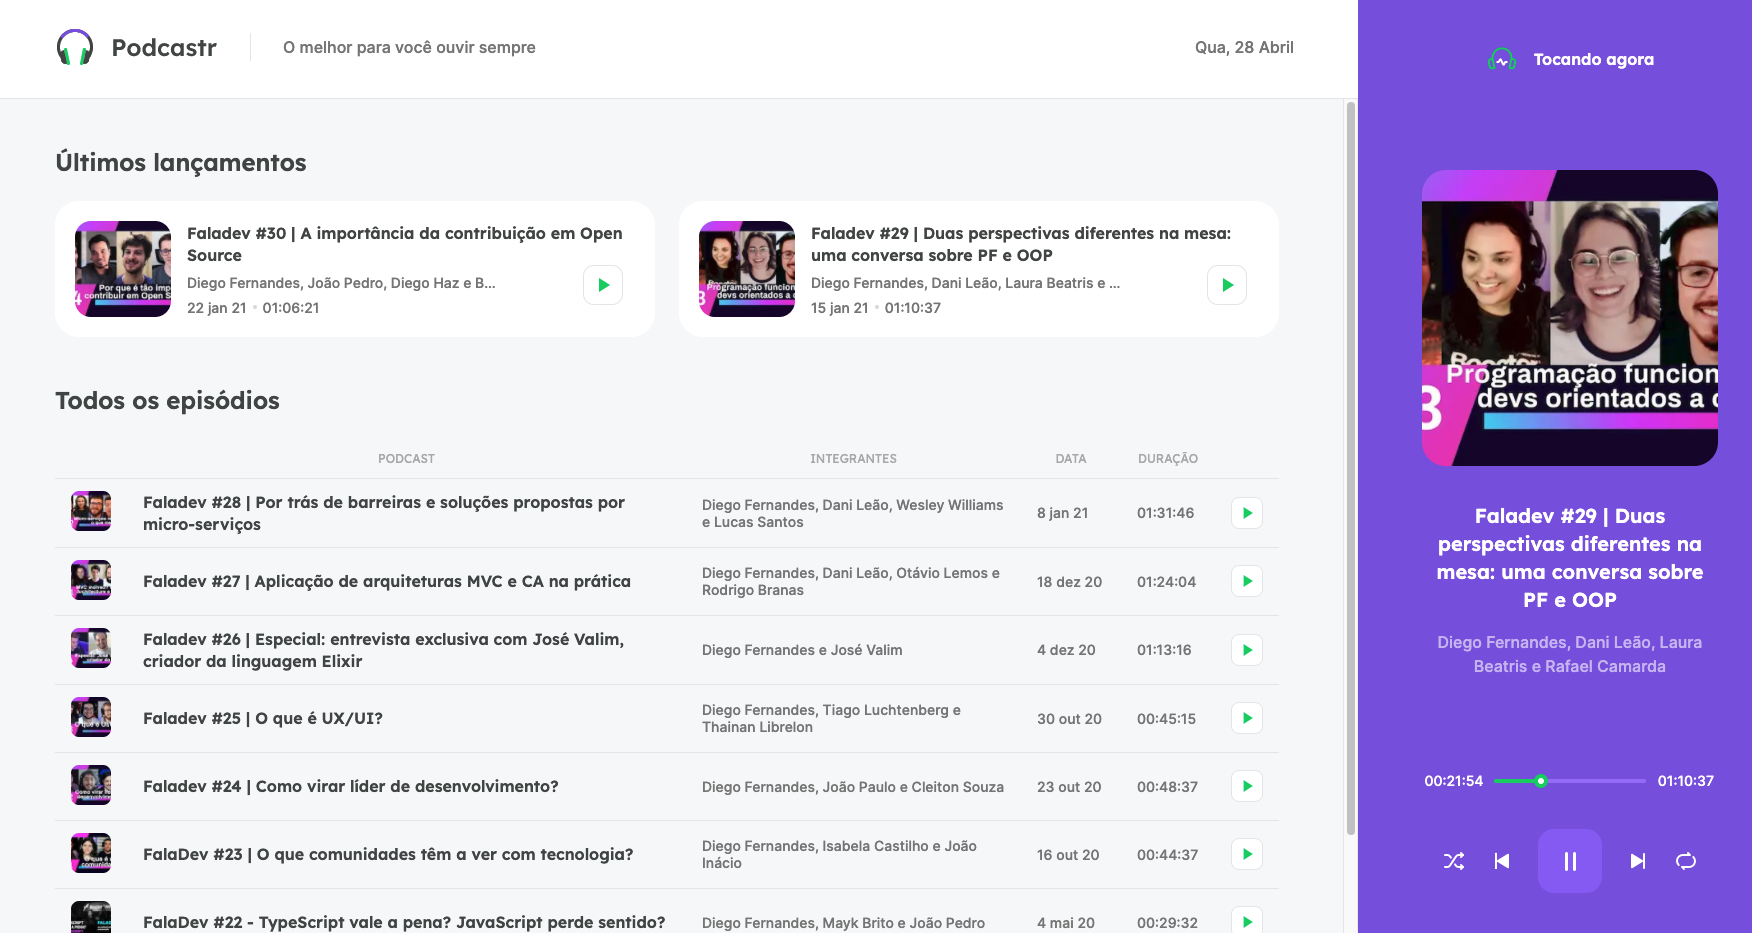 Podcastr
O melhor para você ouvir sempre
Qua, 28 Abril
Últimos lançamentos
Faladev #30 | A importância da contribuição em Open
Source
Diego Fernandes, João Pedro, Diego Haz e B...
22 jan 21 • 01:06:21
Faladev #29 | Duas perspectivas diferentes na mesa:
uma conversa sobre PF e OOP
Diego Fernandes, Dani Leão, Laura Beatris e ...
15 jan 21 • 01:10:37
Todos os episódios
PODCAST INTEGRANTES DATA DURAÇÃO
Faladev #28 | Por trás de barreiras e soluções propostas por
micro-serviços
Diego Fernandes, Dani Leão, Wesley Williams
e Lucas Santos
8 jan 21
01:31:46
Faladev #27 | Aplicação de arquiteturas MVC e CA na prática
Diego Fernandes, Dani Leão, Otávio Lemos e
Rodrigo Branas
18 dez 20
01:24:04
Faladev #26 | Especial: entrevista exclusiva com José Valim,
criador da linguagem Elixir
Diego Fernandes e José Valim
4 dez 20
01:13:16
Faladev #25 | O que é UX/UI?
Diego Fernandes, Tiago Luchtenberg e
Thainan Librelon
30 out 20
00:45:15
Faladev #24 | Como virar líder de desenvolvimento?
Diego Fernandes, João Paulo e Cleiton Souza
23 out 20
00:48:37
FalaDev #23 | O que comunidades têm a ver com tecnologia?
Diego Fernandes, Isabela Castilho e João
Inácio
16 out 20
00:44:37
FalaDev #22 - TypeScript vale a pena? JavaScript perde sentido?
Diego Fernandes, Mayk Brito e João Pedro
4 mai 20
00:29:32
Tocando agora
Programação funcion
devs orientados a
3
Faladev #29 | Duas
perspectivas diferentes na
mesa: uma conversa sobre
PF e OOP
Diego Fernandes, Dani Leão, Laura
Beatris e Rafael Camarda
00:21:54
01:10:37